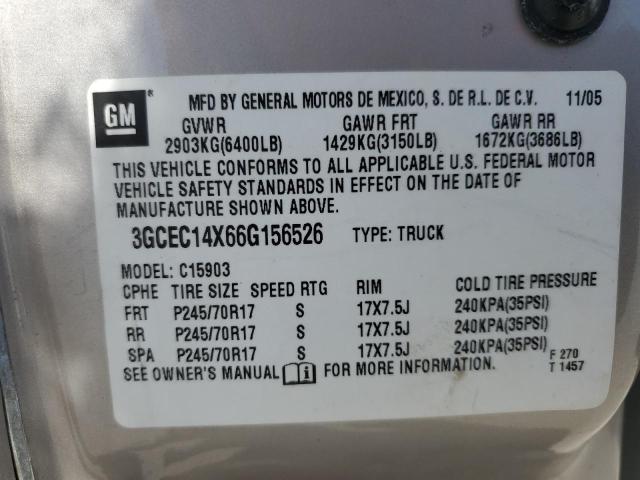 GM ® MFD BY GENERAL MOTORS DE MEXICO, S. DE R.L. DE C.V. 11/05
GVWR GAWR FRT GAWR RR
2903KG(6400LB) 1429KG(3150LB) 1672KG(3686LB)
THIS VEHICLE CONFORMS TO ALL APPLICABLE U.S. FEDERAL MOTOR
VEHICLE SAFETY STANDARDS IN EFFECT ON THE DATE OF
MANUFACTURE SHOWN ABOVE.
3GCEC14X66G156526 TYPE: TRUCK
MODEL: C15903
CPHE TIRE SIZE SPEED RTG RIM COLD TIRE PRESSURE
FRT P245/70R17 S 17X7.5J 240KPA(35PSI)
RR P245/70R17 S 17X7.5J 240KPA(35PSI)
SPA P245/70R17 S 17X7.5J 240KPA(35PSI)
F 270
SEE OWNER'S MANUAL i FOR MORE INFORMATION. T 1457